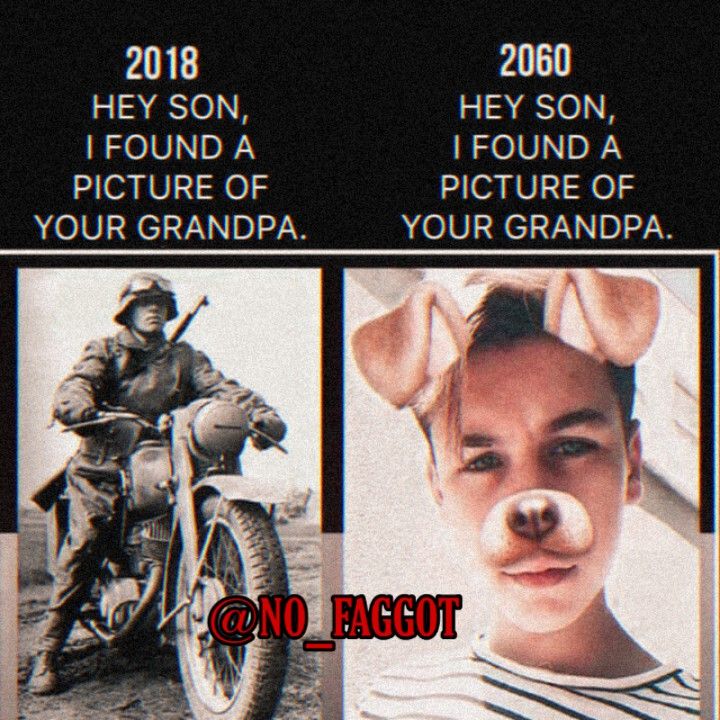 2018
HEY SON,
I FOUND A
PICTURE OF
YOUR GRANDPA.
2060
HEY SON,
I FOUND A
PICTURE OF
YOUR GRANDPA.
@NO_FAGGOT